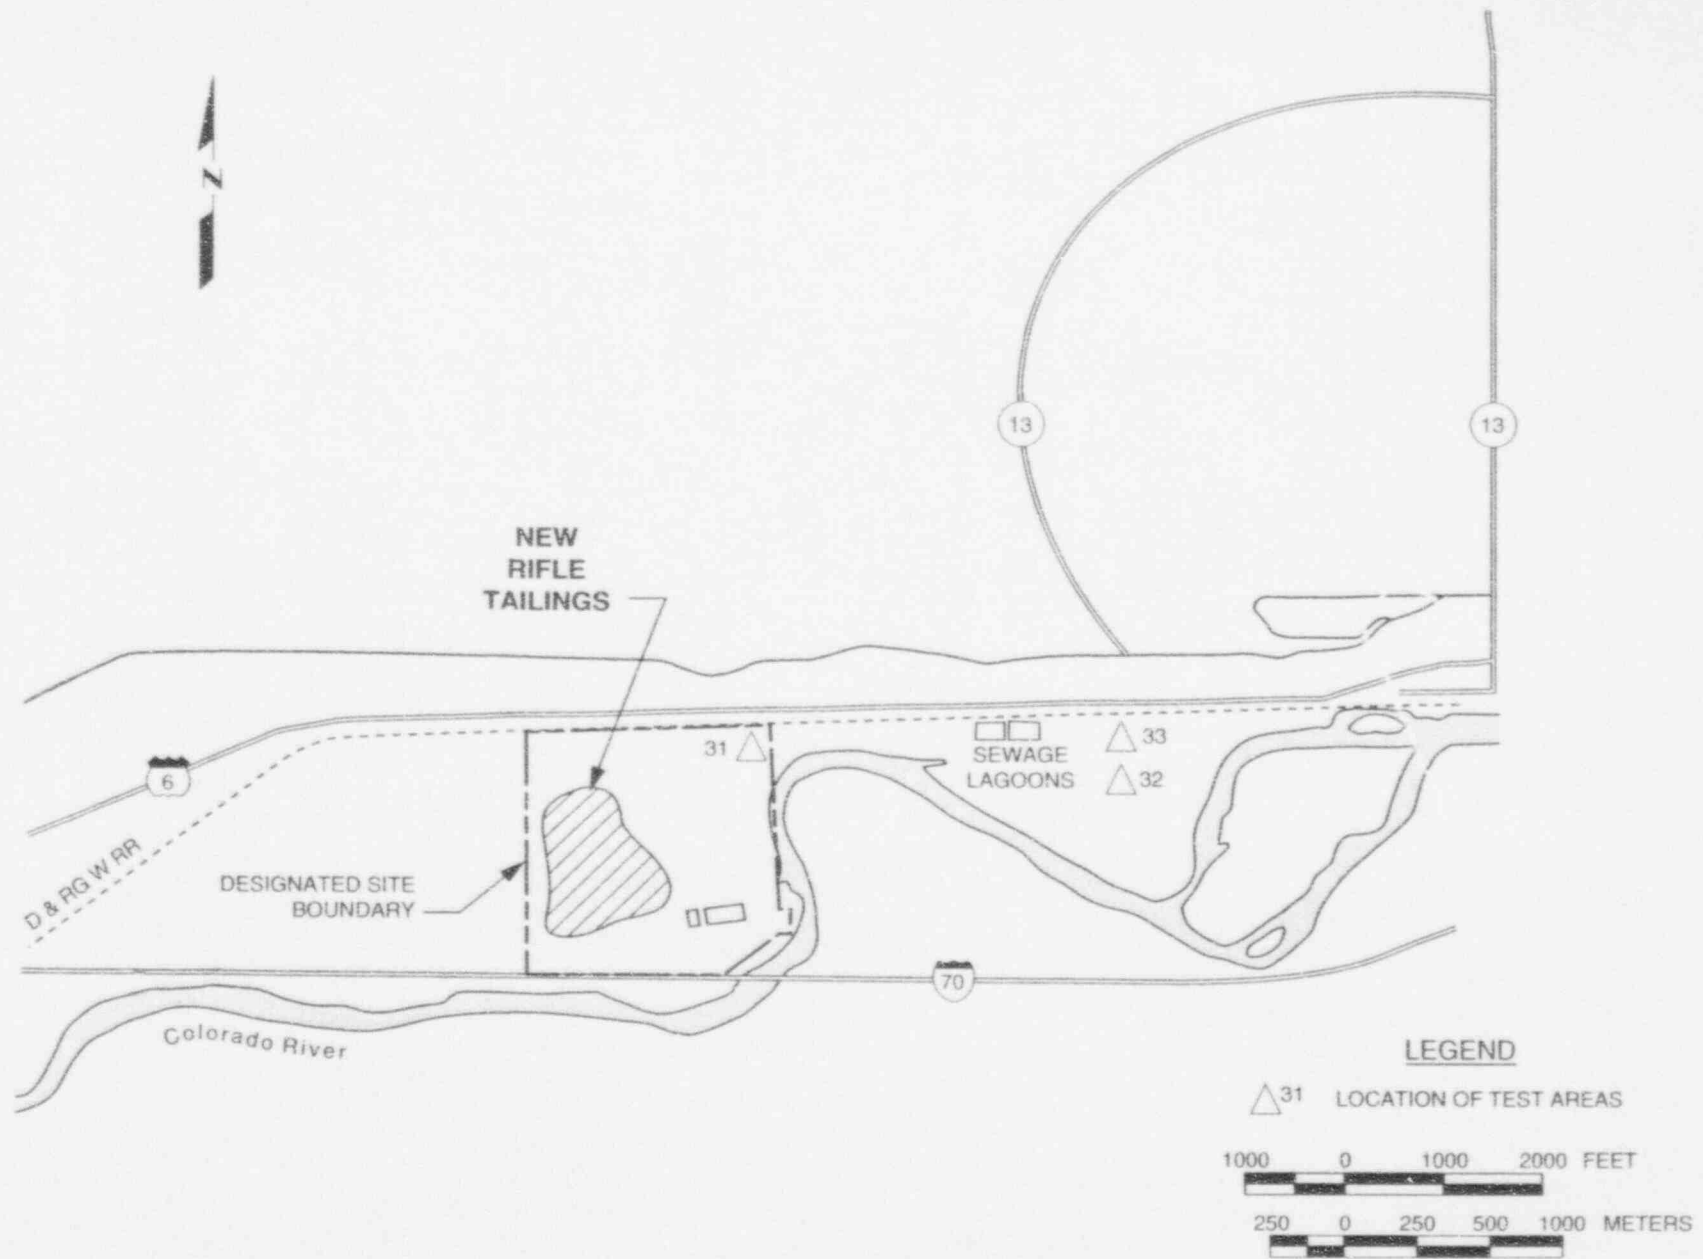 N
13
13
NEW
RIFLE
TAILINGS
31
33
SEWAGE
LAGOONS
32
6
D & RG W RR
DESIGNATED SITE
BOUNDARY
70
Colorado River
LEGEND
31 LOCATION OF TEST AREAS
1000 0 1000 2000 FEET
250 0 250 500 1000 METERS